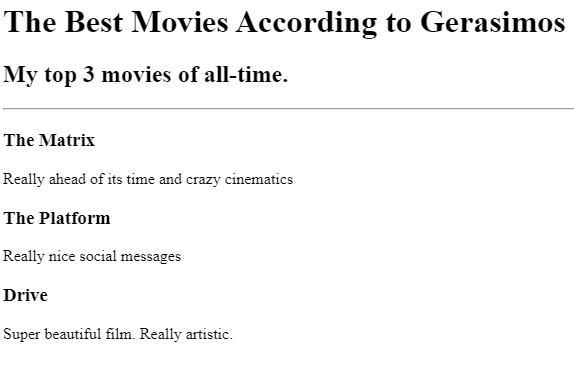 The Best Movies According to Gerasimos
My top 3 movies of all-time.
The Matrix
Really ahead of its time and crazy cinematics
The Platform
Really nice social messages
Drive
Super beautiful film. Really artistic.